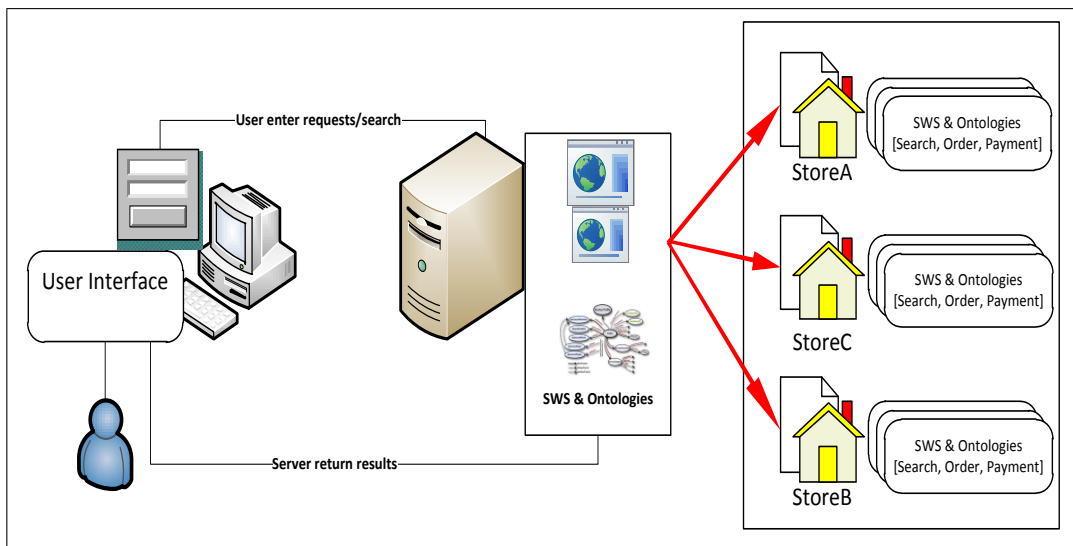 User enter requests/search
User Interface
Server return results
SWS & Ontologies
StoreA
SWS & Ontologies
[Search, Order, Payment]
StoreC
SWS & Ontologies
[Search, Order, Payment]
StoreB
SWS & Ontologies
[Search, Order, Payment]